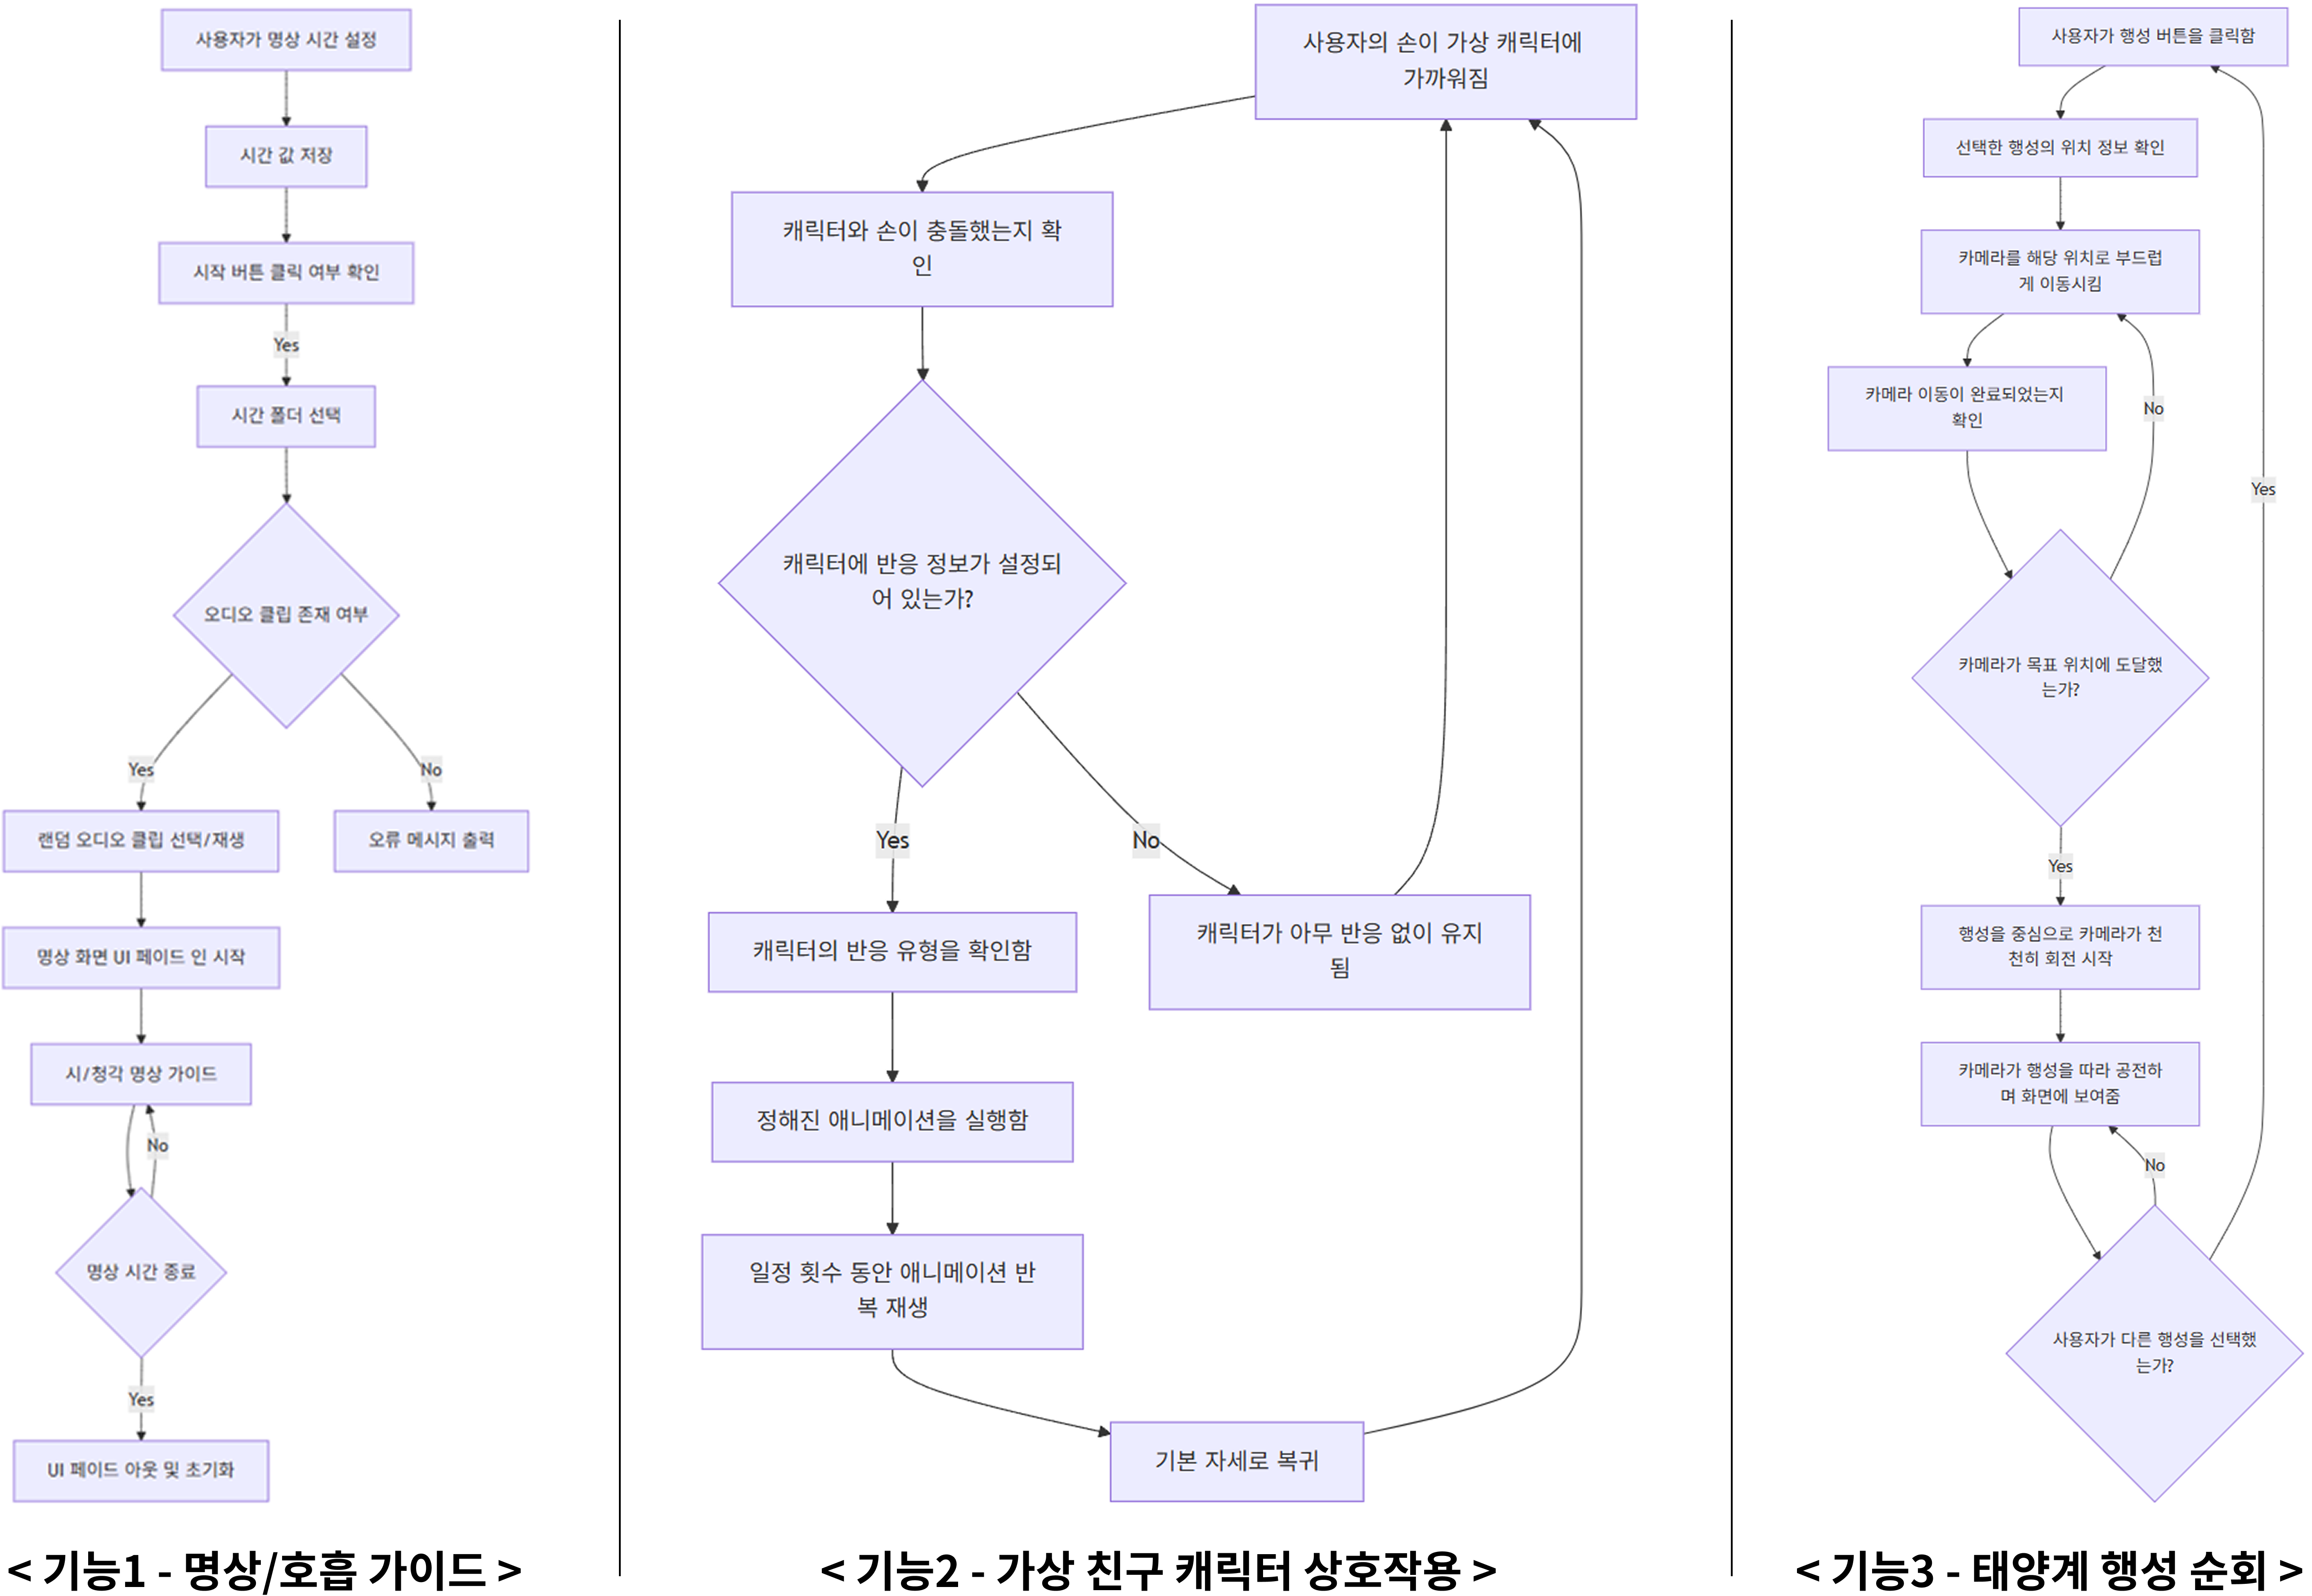 사용자가 명상 시간 설정
시간 값 저장
시작 버튼 클릭 여부 확인
Yes
시간 폴더 선택
오디오 클립 존재 여부
Yes
No
랜덤 오디오 클립 선택/재생
오류 메시지 출력
명상 화면 UI 페이드 인 시작
시/청각 명상 가이드
No
명상 시간 종료
Yes
UI 페이드 아웃 및 초기화
< 기능1 - 명상/호흡 가이드 >
사용자의 손이 가상 캐릭터에
가까워짐
캐릭터와 손이 충돌했는지 확
인
캐릭터에 반응 정보가 설정되
어 있는가?
Yes
No
캐릭터의 반응 유형을 확인함
캐릭터가 아무 반응 없이 유지
됨
정해진 애니메이션을 실행함
일정 횟수 동안 애니메이션 반
복 재생
기본 자세로 복귀
< 기능2 - 가상 친구 캐릭터 상호작용 >
사용자가 행성 버튼을 클릭함
선택한 행성의 위치 정보 확인
카메라를 해당 위치로 부드럽
게 이동시킴
카메라 이동이 완료되었는지
확인
No
Yes
카메라가 목표 위치에 도달했
는가?
Yes
행성을 중심으로 카메라가 천
천히 회전 시작
카메라가 행성을 따라 공전하
며 화면에 보여줌
No
사용자가 다른 행성을 선택했
는가?
< 기능3 - 태양계 행성 순회 >